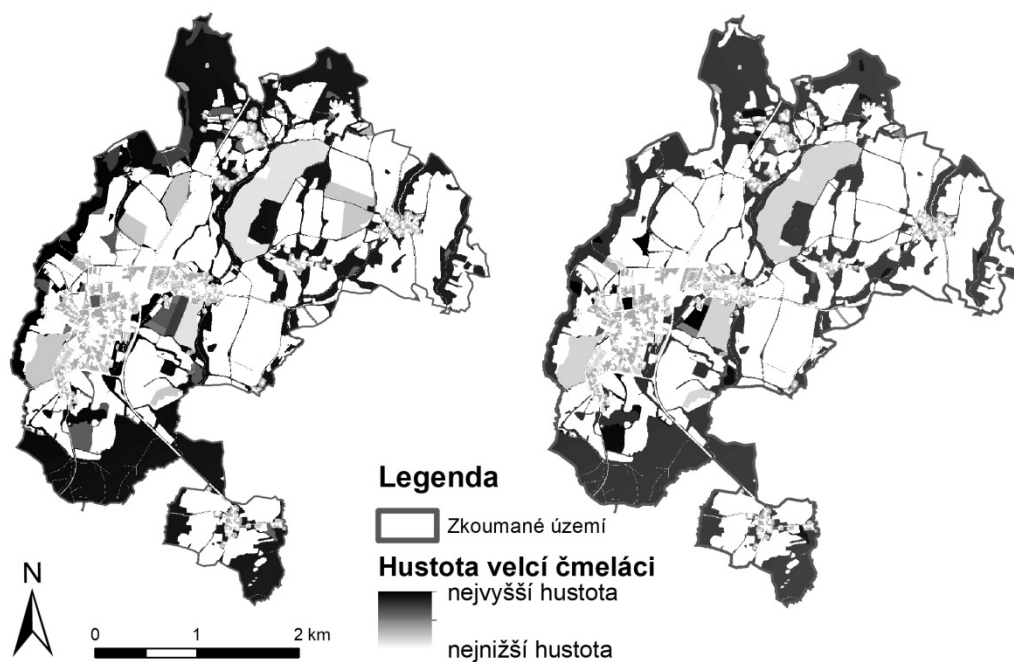 Legenda
Zkoumané území
Hustota velcí čmeláci
nejvyšší hustota
nejnižší hustota
N
0 1 2 km